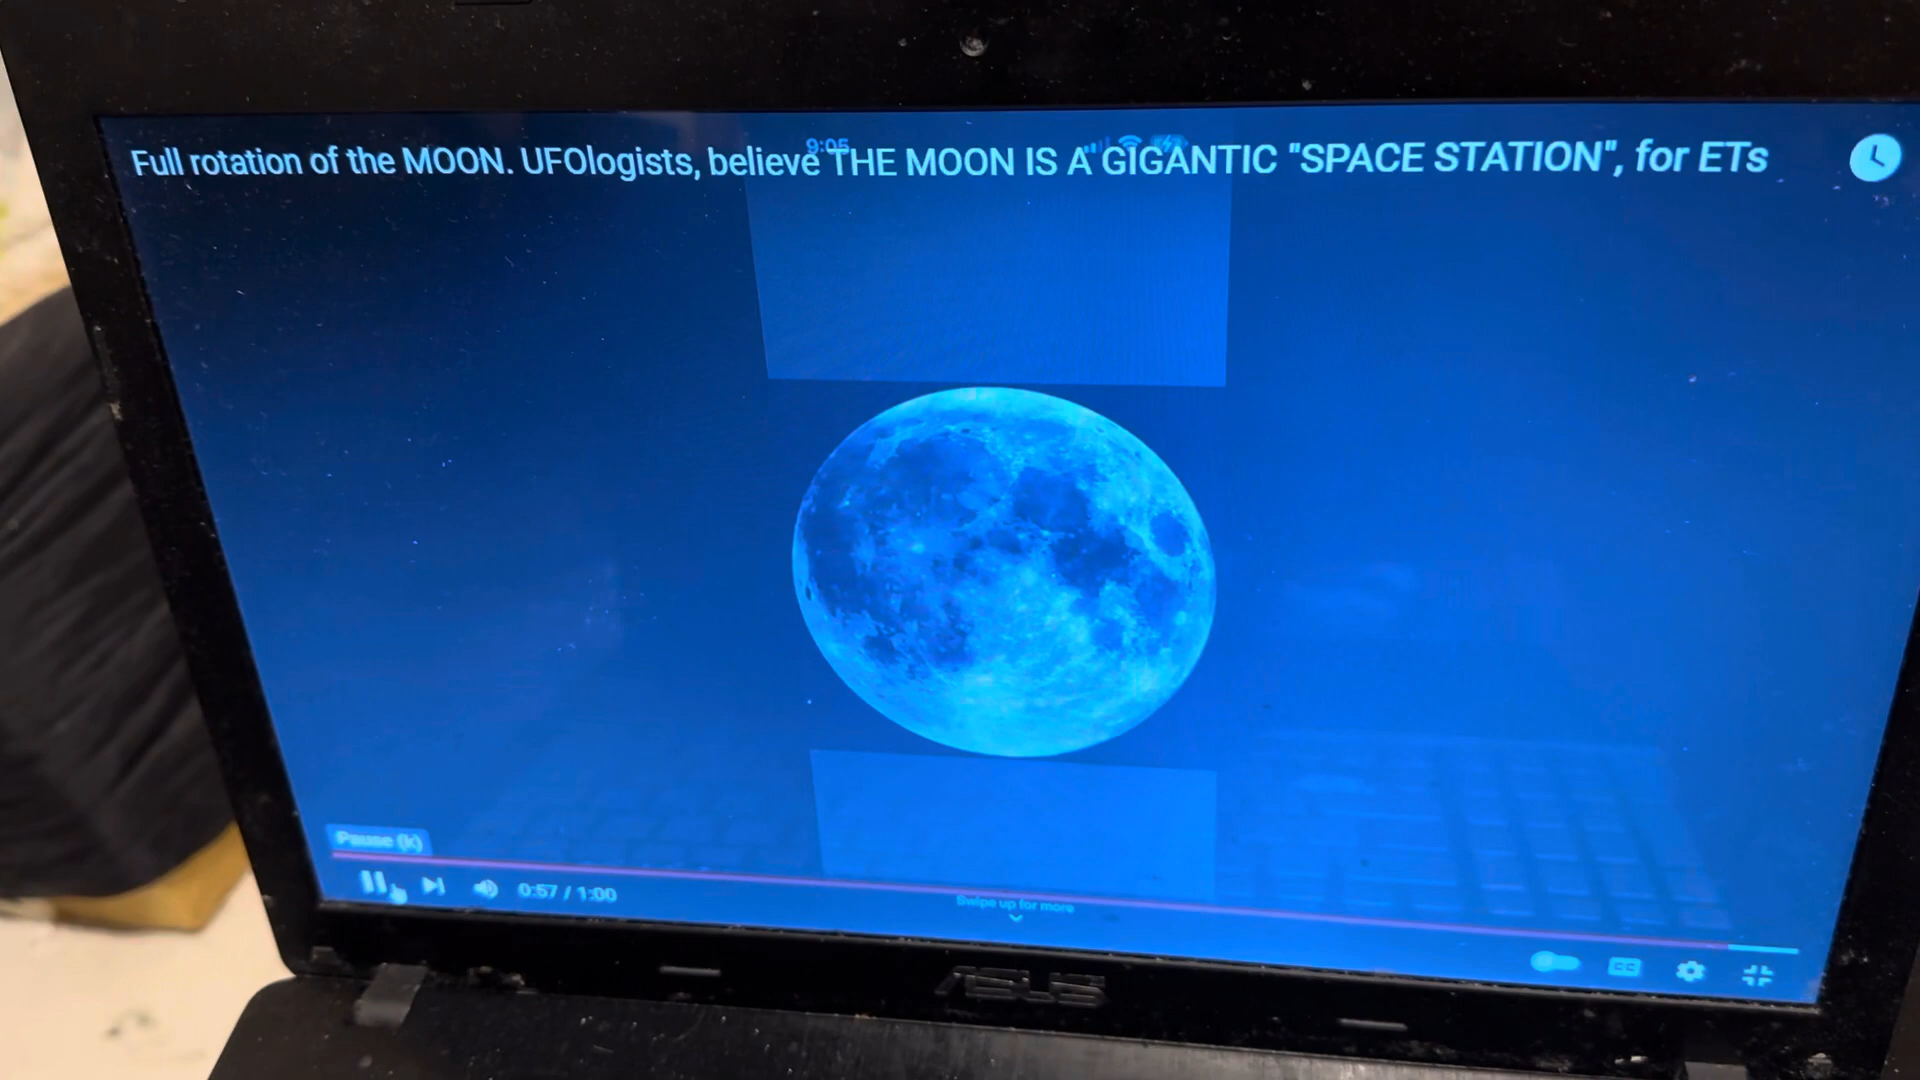 9:05
Full rotation of the MOON. UFOlogists, believe THE MOON IS A GIGANTIC "SPACE STATION", for ETs
Pause (k)
0:57 / 1:00
Swipe up for more
CC
ASUS